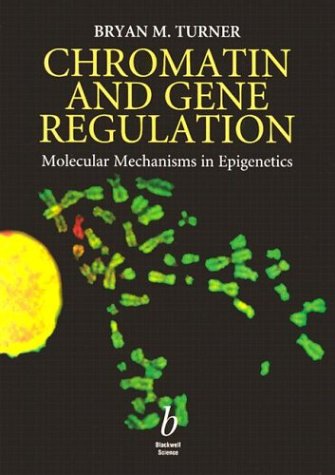 BRYAN M. TURNER
CHROMATIN
AND GENE
REGULATION
Molecular Mechanisms in Epigenetics
b
Blackwell
Science